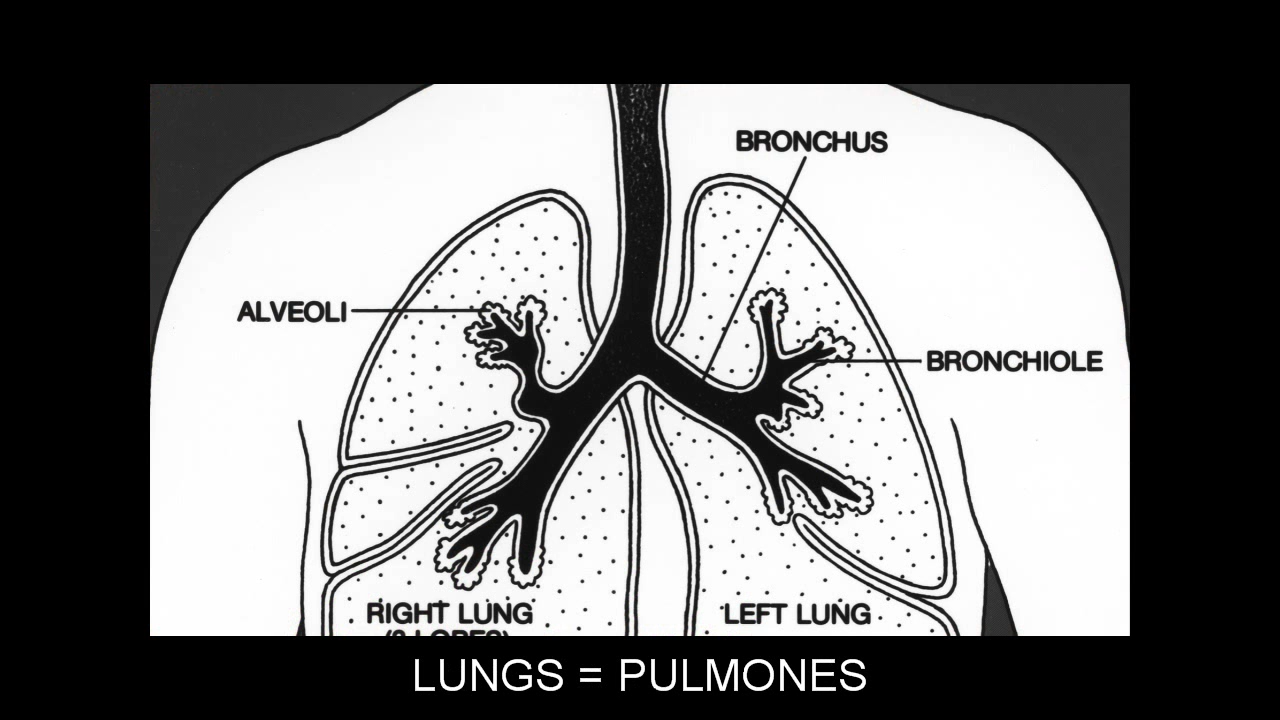 BRONCHUS
ALVEOLI
BRONCHIOLE
RIGHT LUNG
LEFT LUNG
LUNGS = PULMONES